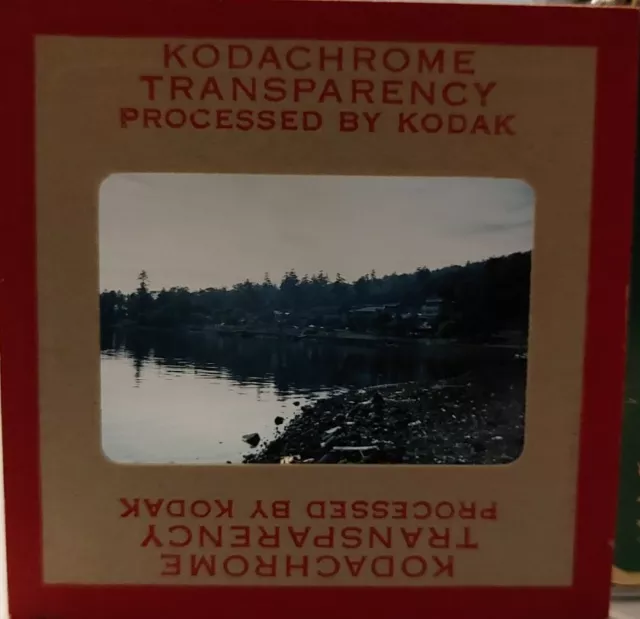 KODACHROME
TRANSPARENCY
PROCESSED BY KODAK
PROCESSED BY KODAK
TRANSPARENCY
KODACHROME